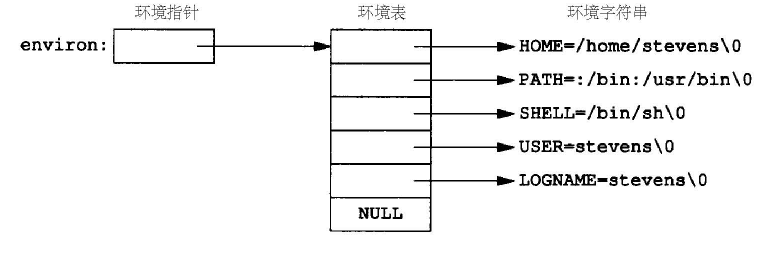 环境指针 环境表 环境字符串
environ: HOME=/home/stevens\0
PATH=:/bin:/usr/bin\0
SHELL=/bin/sh\0
USER=stevens\0
LOGNAME=stevens\0
NULL